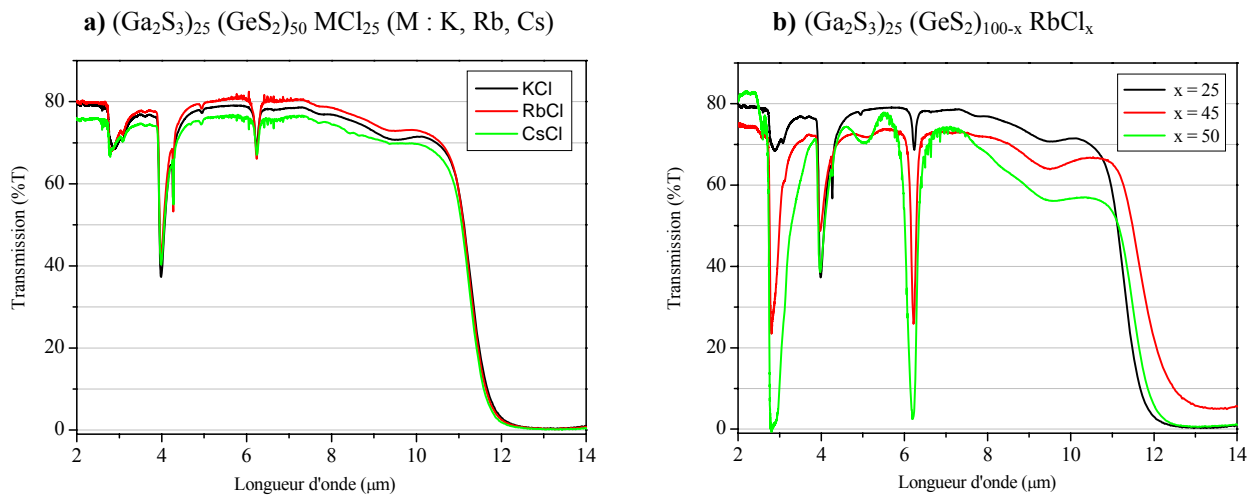 a) (Ga₂S₃)₂₅ (GeS₂)₅₀ MCl₂₅ (M : K, Rb, Cs)
80
60
40
20
0
2
4
6
8
10
12
14
Transmission (%T)
Longueur d'onde (μm)
KCl
RbCl
CsCl
b) (Ga₂S₃)₂₅ (GeS₂)₁₀₀₋ₓ RbClₓ
80
60
40
20
0
2
4
6
8
10
12
14
Transmission (%T)
Longueur d'onde (μm)
x = 25
x = 45
x = 50